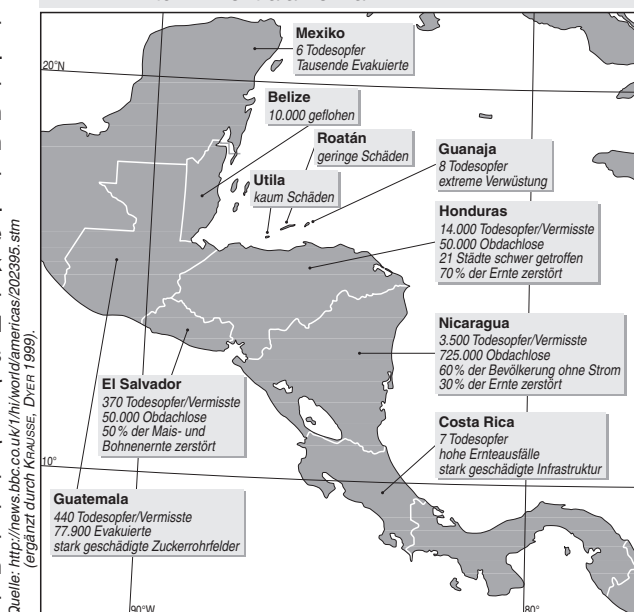 Mexiko
6 Todesopfer
Tausende Evakuierte
20°N
Belize
10.000 geflohen
Roatán
geringe Schäden
Guanaja
8 Todesopfer
extreme Verwüstung
Utila
kaum Schäden
Honduras
14.000 Todesopfer/Vermisste
50.000 Obdachlose
21 Städte schwer getroffen
70% der Ernte zerstört
Nicaragua
3.500 Todesopfer/Vermisste
725.000 Obdachlose
60% der Bevölkerung ohne Strom
30% der Ernte zerstört
El Salvador
370 Todesopfer/Vermisste
50.000 Obdachlose
50% der Mais- und
Bohnenernte zerstört
Costa Rica
7 Todesopfer
hohe Ernteausfälle
stark geschädigte Infrastruktur
10°
Guatemala
440 Todesopfer/Vermisste
77.900 Evakuierte
stark geschädigte Zuckerrohrfelder
90°W
80°
Quelle: http://news.bbc.co.uk/1/hi/world/americas/202395.stm
(ergänzt durch KRAUSSE, DYER 1999).